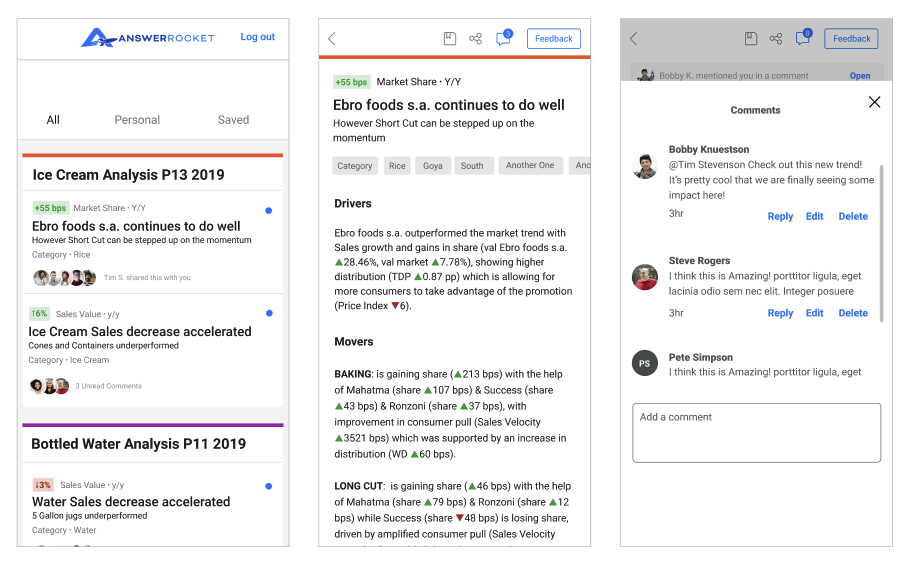 ANSWERROCKET
Log out
All
Personal
Saved
Ice Cream Analysis P13 2019
+55 bps Market Share • Y/Y
Ebro foods s.a. continues to do well
However Short Cut can be stepped up on the momentum
Category • Rice
Tim S. shared this with you
↑6% Sales Value • y/y
Ice Cream Sales decrease accelerated
Cones and Containers underperformed
Category • Ice Cream
3 Unread Comments
Bottled Water Analysis P11 2019
↓3% Sales Value • y/y
Water Sales decrease accelerated
5 Gallon jugs underperformed
Category • Water
3
Feedback
+55 bps Market Share • Y/Y
Ebro foods s.a. continues to do well
However Short Cut can be stepped up on the
momentum
Category
Rice
Goya
South
Another One
Ano
Drivers
Ebro foods s.a. outperformed the market trend with
Sales growth and gains in share (val Ebro foods s.a.
▲28.46%, val market ▲7.78%), showing higher
distribution (TDP ▲0.87 pp) which is allowing for
more consumers to take advantage of the promotion
(Price Index ▼6).
Movers
BAKING: is gaining share (▲213 bps) with the help
of Mahatma (share ▲107 bps) & Success (share
▲43 bps) & Ronzoni (share ▲37 bps), with
improvement in consumer pull (Sales Velocity
▲3521 bps) which was supported by an increase in
distribution (WD ▲60 bps).
LONG CUT: is gaining share (▲46 bps) with the help
of Mahatma (share ▲79 bps) & Ronzoni (share ▲12
bps) while Success (share ▼48 bps) is losing share,
driven by amplified consumer pull (Sales Velocity
Feedback
Bobby K. mentioned you in a comment
Open
Comments
Bobby Knuestson
@Tim Stevenson Check out this new trend!
It's pretty cool that we are finally seeing some
impact here!
3hr
Reply
Edit
Delete
Steve Rogers
I think this is Amazing! porttitor ligula, eget
lacinia odio sem nec elit. Integer posuere
3hr
Reply
Edit
Delete
PS
Pete Simpson
I think this is Amazing! porttitor ligula, eget
Add a comment